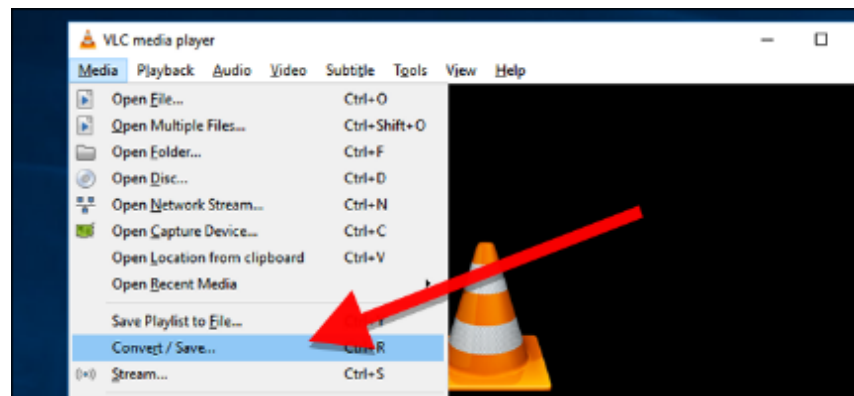 VLC media player
Media Playback Audio Video Subtitle Tools View Help
Open File... Ctrl+O
Open Multiple Files... Ctrl+Shift+O
Open Folder... Ctrl+F
Open Disc... Ctrl+D
Open Network Stream... Ctrl+N
Open Capture Device... Ctrl+C
Open Location from clipboard Ctrl+V
Open Recent Media
Save Playlist to File...
Convert / Save... Ctrl+R
Stream... Ctrl+S